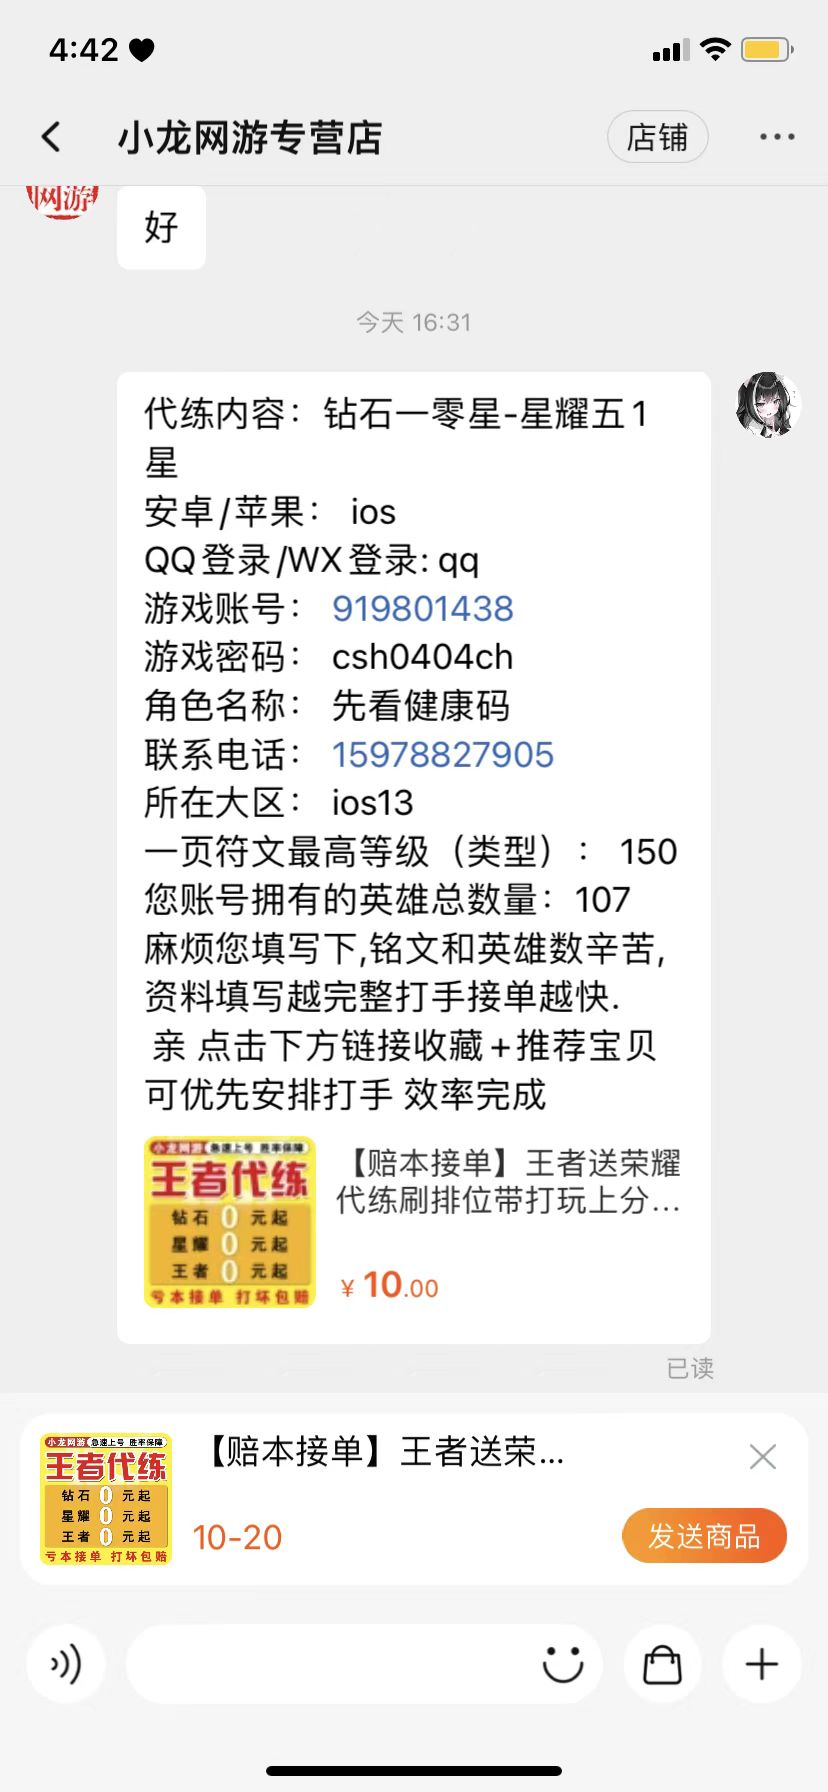 4:42
小龙网游专营店
店铺
网游
好
今天 16:31
代练内容：钻石一零星-星耀五1
星
安卓/苹果： ios
QQ登录/WX登录: qq
游戏账号： 919801438
游戏密码： csh0404ch
角色名称： 先看健康码
联系电话： 15978827905
所在大区： ios13
一页符文最高等级（类型）： 150
您账号拥有的英雄总数量：107
麻烦您填写下,铭文和英雄数辛苦,
资料填写越完整打手接单越快.
亲 点击下方链接收藏+推荐宝贝
可优先安排打手 效率完成
小龙网游 急速上号 胜率保障
王者代练
钻石 0 元起
星耀 0 元起
王者 0 元起
亏本接单 打坏包赔
【赔本接单】王者送荣耀
代练刷排位带打玩上分...
¥ 10.00
已读
小龙网游 急速上号 胜率保障
王者代练
钻石 0 元起
星耀 0 元起
王者 0 元起
亏本接单 打坏包赔
【赔本接单】王者送荣...
10-20
发送商品